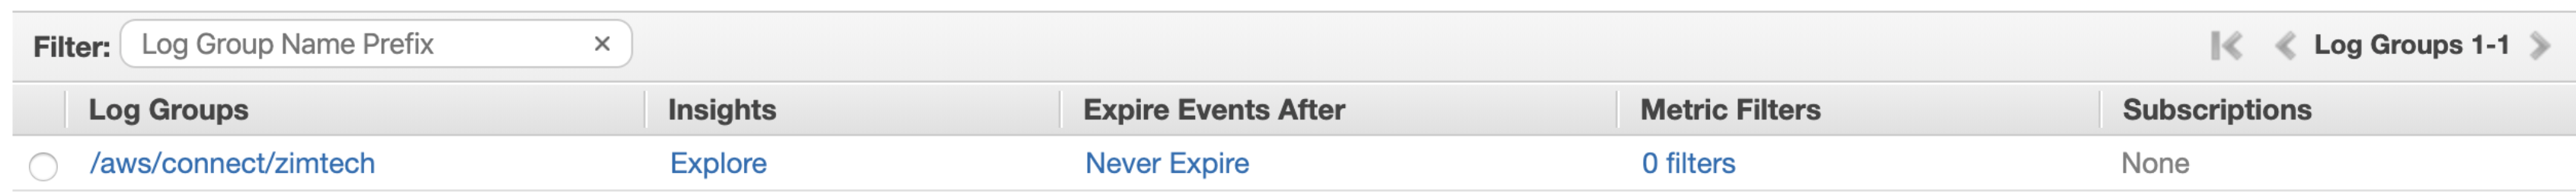 Filter: Log Group Name Prefix × Log Groups 1-1
Log Groups Insights Expire Events After Metric Filters Subscriptions
/aws/connect/zimtech Explore Never Expire 0 filters None